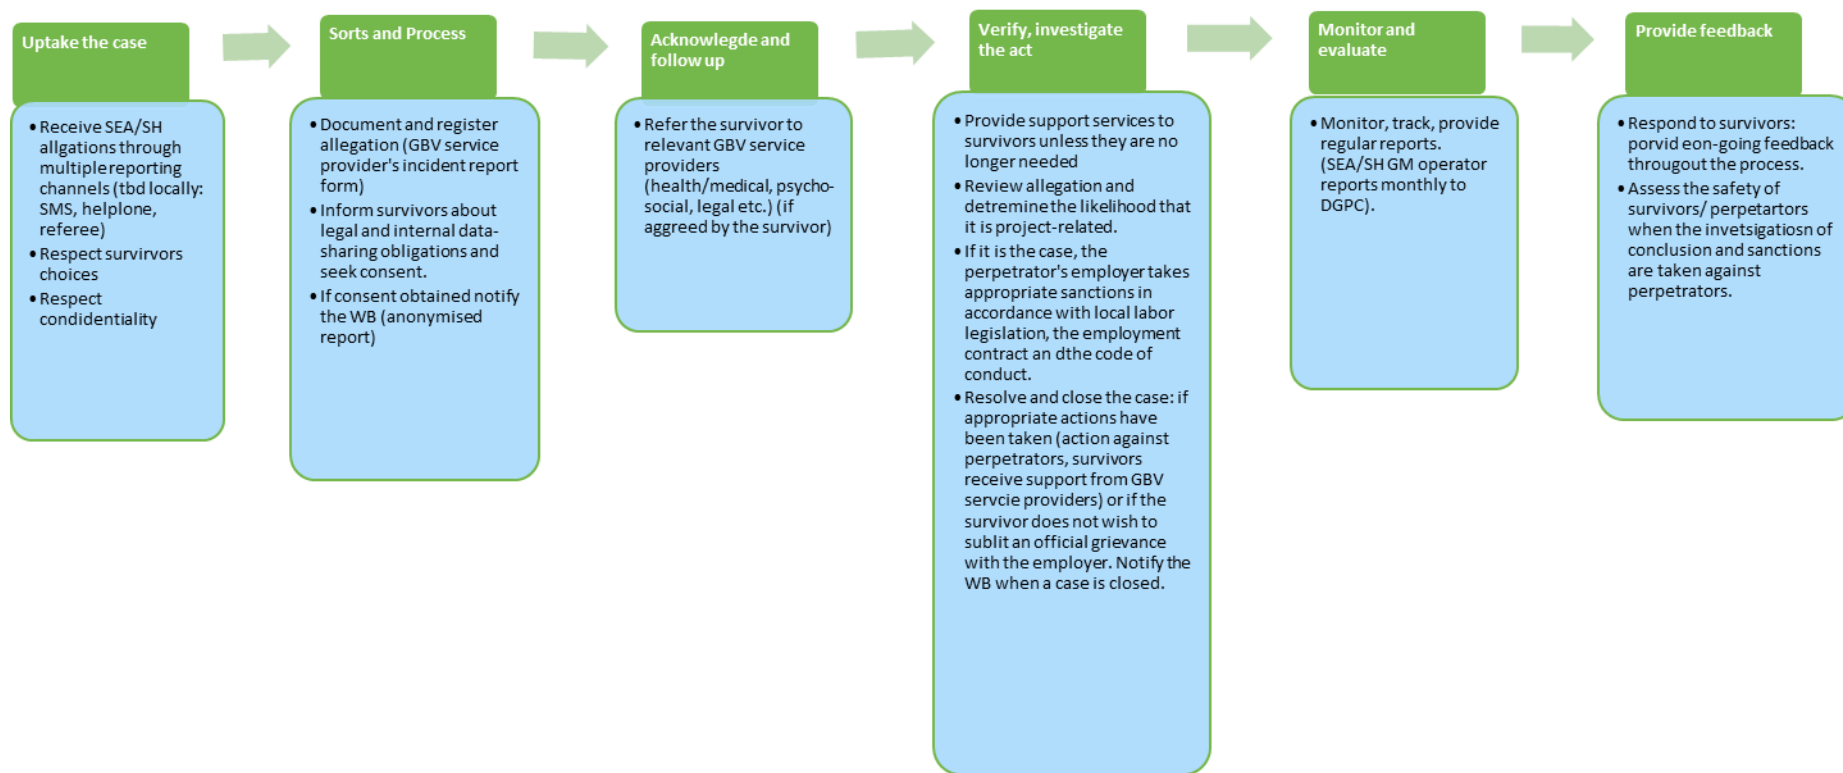 Uptake the case
• Receive SEA/SH
allgations through
multiple reporting
channels (tbd locally:
SMS, helplone,
referee)
• Respect survirvors
choices
• Respect
condidentiality
Sorts and Process
• Document and register
allegation (GBV service
provider's incident report
form)
• Inform survivors about
legal and internal data-
sharing obligations and
seek consent.
• If consent obtained notify
the WB (anonymised
report)
Acknowlegde and
follow up
• Refer the survivor to
relevant GBV service
providers
(health/medical, psycho-
social, legal etc.) (if
aggreed by the survivor)
Verify, investigate
the act
• Provide support services to
survivors unless they are no
longer needed
• Review allegation and
detremine the likelihood that
it is project-related.
• If it is the case, the
perpetrator's employer takes
appropriate sanctions in
accordance with local labor
legislation, the employment
contract an dthe code of
conduct.
• Resolve and close the case: if
appropriate actions have
been taken (action against
perpetrators, survivors
receive support from GBV
servcie providers) or if the
survivor does not wish to
sublit an official grievance
with the employer. Notify the
WB when a case is closed.
Monitor and
evaluate
• Monitor, track, provide
regular reports.
(SEA/SH GM operator
reports monthly to
DGPC).
Provide feedback
• Respond to survivors:
porvid eon-going feedback
througout the process.
• Assess the safety of
survivors/ perpetartors
when the invetsigatiosn of
conclusion and sanctions
are taken against
perpetrators.